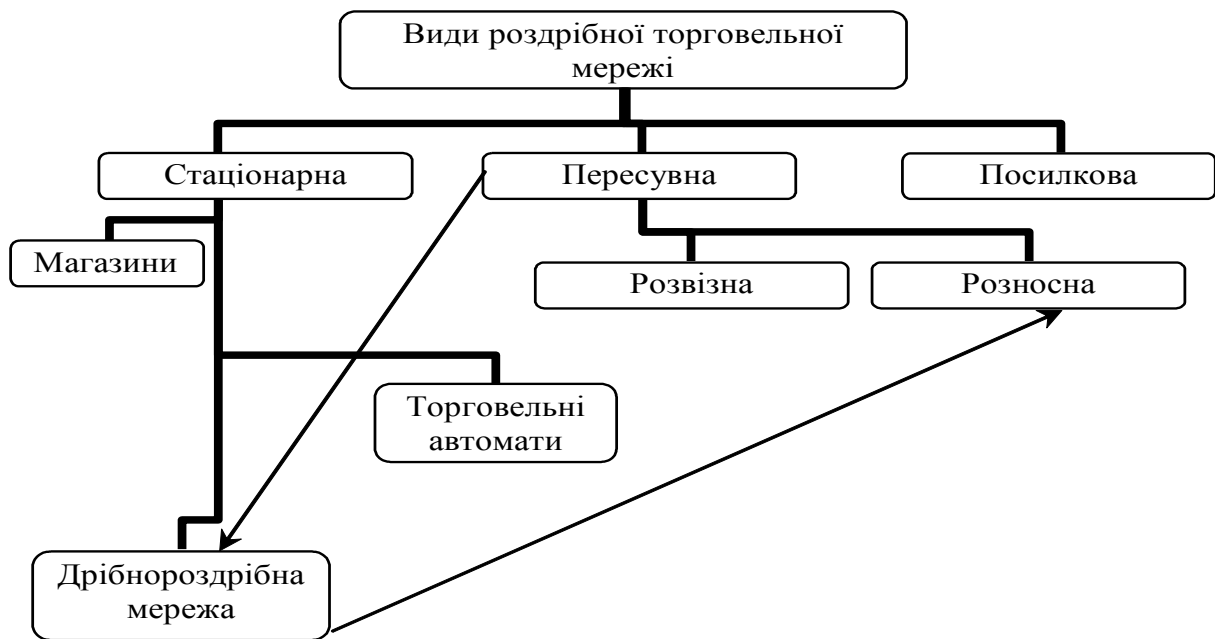 Види роздрібної торговельної
мережі
Стаціонарна
Пересувна
Посилкова
Магазини
Розвізна
Розносна
Торговельні
автомати
Дрібнороздрібна
мережа